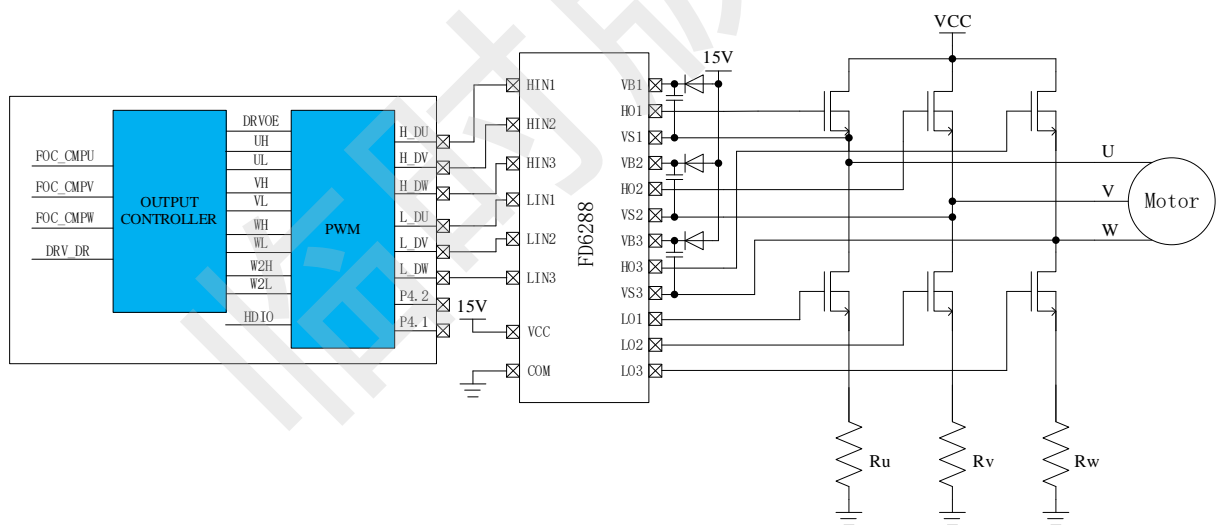 VCC
15V
HIN1
VB1
HO1
HIN2
VS1
DRVOE
H_DU
UH
H_DV
UL
HIN3
VB2
U
FOC_CMPU
VH
H_DW
LIN1
HO2
FOC_CMPV
VL
OUTPUT
CONTROLLER
PWM
L_DU
VS2
V
Motor
FOC_CMPW
WH
L_DV
LIN2
FD6288
VB3
W
DRV_DR
WL
HO3
W2H
L_DW
LIN3
W2L
P4.2
VS3
HDIO
P4.1
15V
LO1
VCC
LO2
COM
LO3
Ru
Rv
Rw